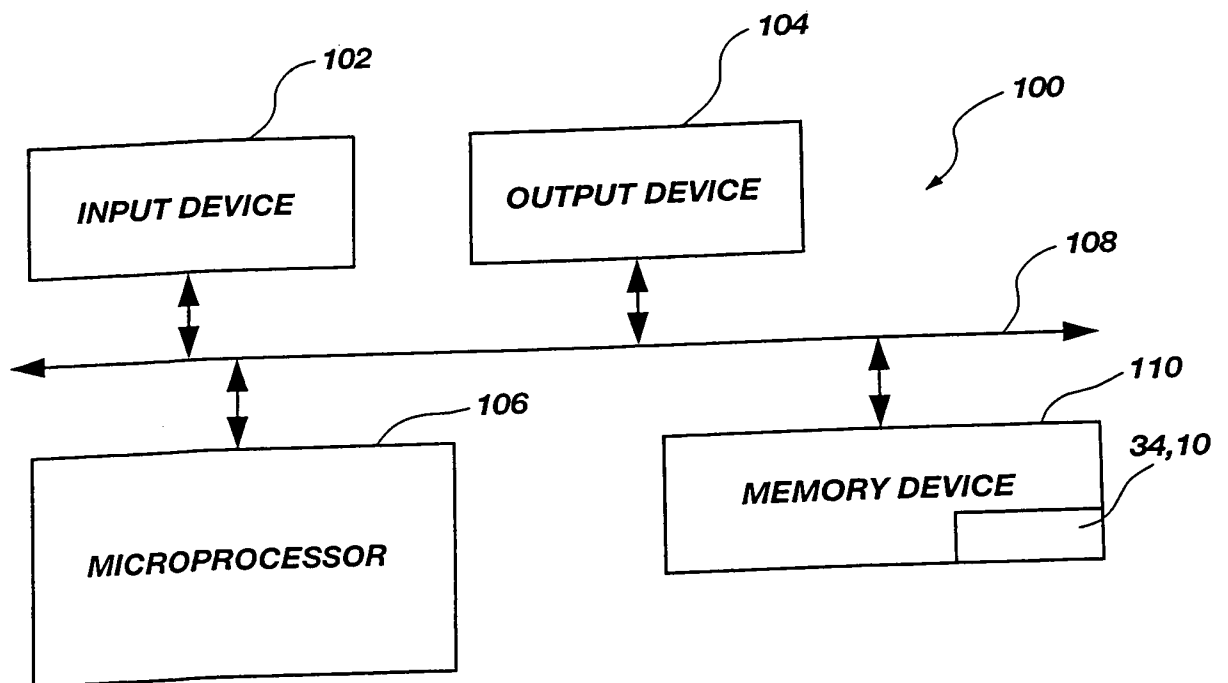 104
102
100
INPUT DEVICE
OUTPUT DEVICE
108
110
106
34,10
MEMORY DEVICE
MICROPROCESSOR